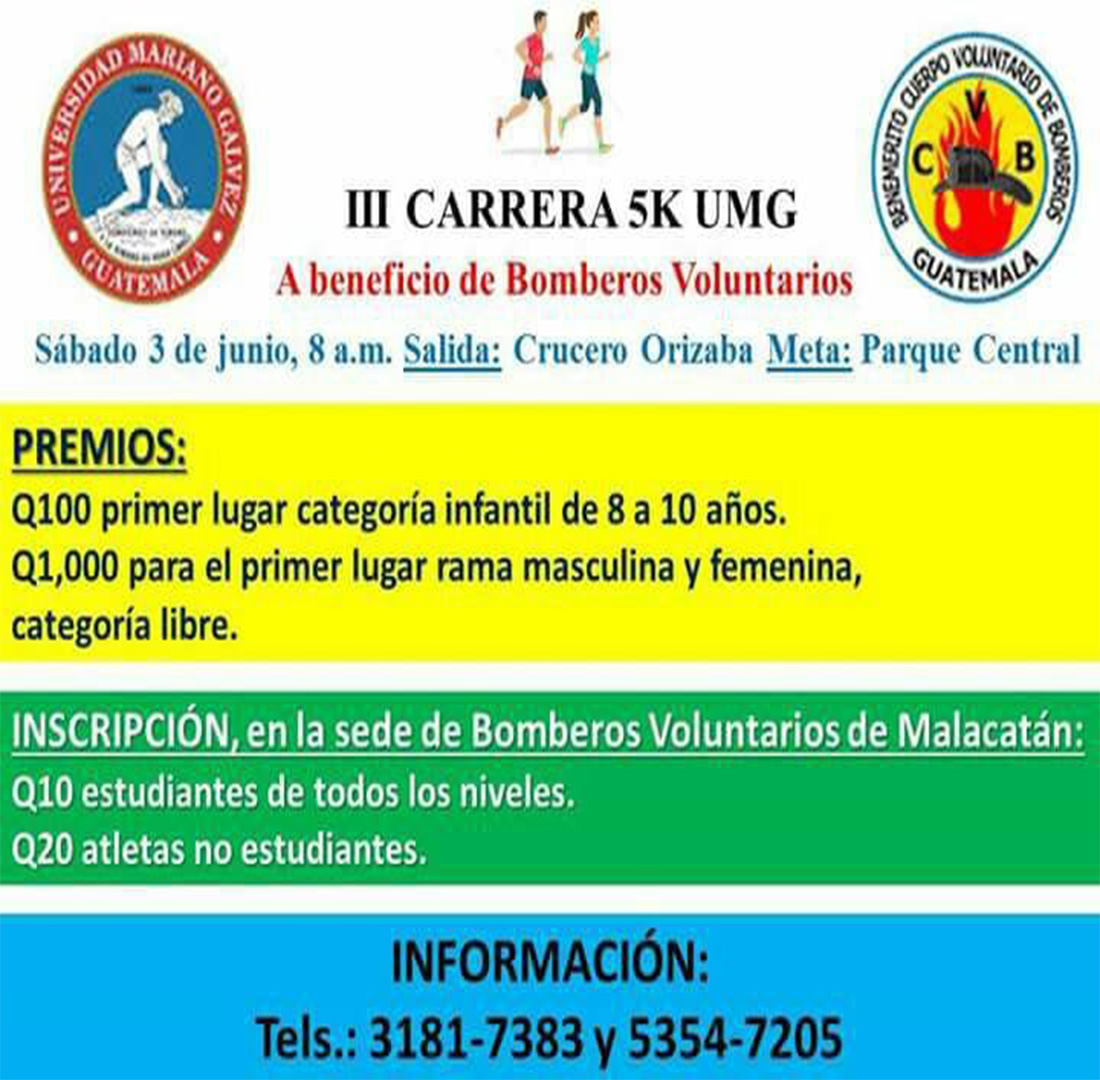 UNIVERSIDAD MARIANO GALVEZ
GUATEMALA
BENEMERITO CUERPO VOLUNTARIO DE BOMBEROS
C V B
GUATEMALA
III CARRERA 5K UMG
A beneficio de Bomberos Voluntarios
Sábado 3 de junio, 8 a.m. Salida: Crucero Orizaba Meta: Parque Central
PREMIOS:
Q100 primer lugar categoría infantil de 8 a 10 años.
Q1,000 para el primer lugar rama masculina y femenina,
categoría libre.
INSCRIPCIÓN, en la sede de Bomberos Voluntarios de Malacatán:
Q10 estudiantes de todos los niveles.
Q20 atletas no estudiantes.
INFORMACIÓN:
Tels.: 3181-7383 y 5354-7205